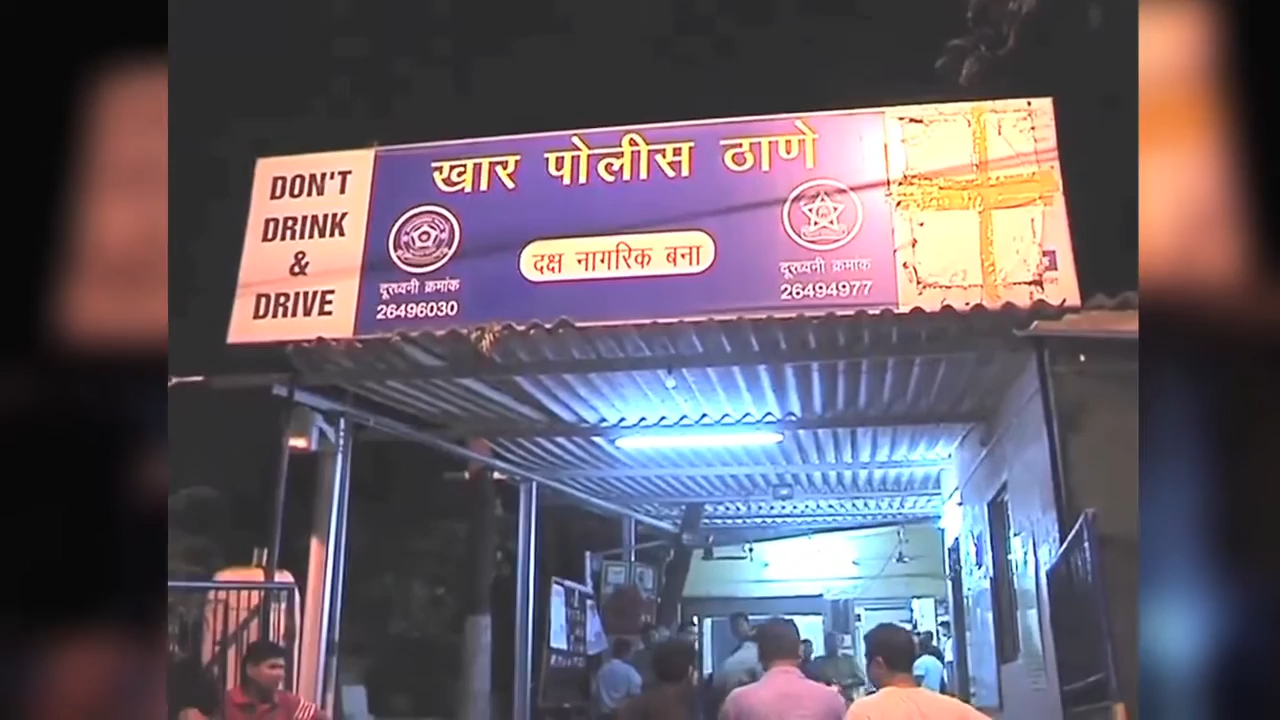 DON'T
DRINK
&
DRIVE
खार पोलीस ठाणे
दक्ष नागरिक बना
दूरध्वनी क्रमांक
26496030
दूरध्वनी क्रमांक
26494977